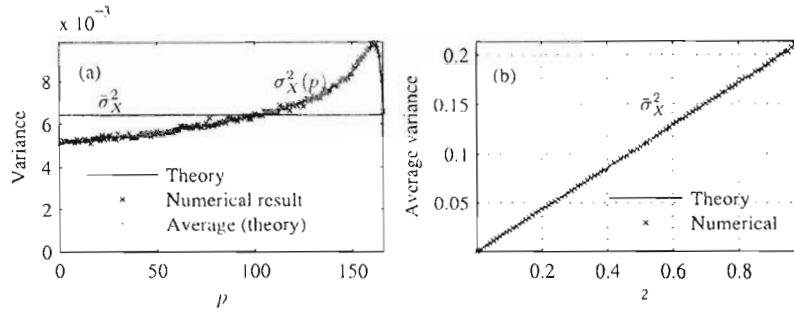 x 10⁻³
(a)
σ̄²_X
σ²_X(p)
Variance
8
6
4
2
0
Theory
Numerical result
Average (theory)
0
50
100
150
p
(b)
σ̄²_X
Average variance
0.2
0.15
0.1
0.05
Theory
Numerical
0.2
0.4
0.6
0.8